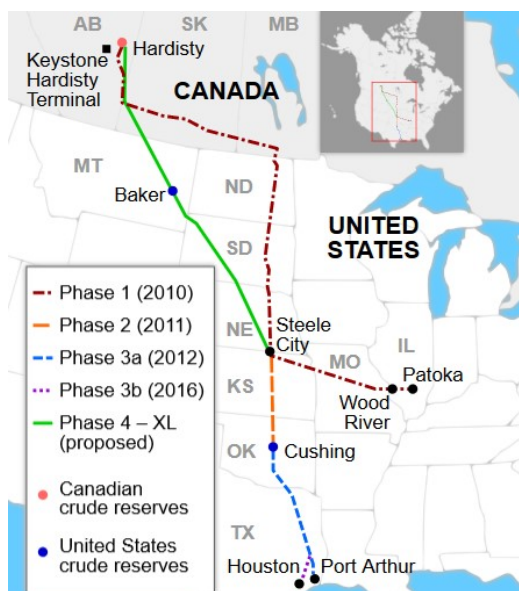 AB
SK
MB
Keystone
Hardisty
Terminal
Hardisty
CANADA
MT
ND
Baker
UNITED
STATES
SD
Phase 1 (2010)
Phase 2 (2011)
Phase 3a (2012)
Phase 3b (2016)
Phase 4 – XL
(proposed)
Canadian
crude reserves
United States
crude reserves
NE
Steele
City
MO
IL
Patoka
KS
Wood
River
OK
Cushing
TX
Houston
Port Arthur